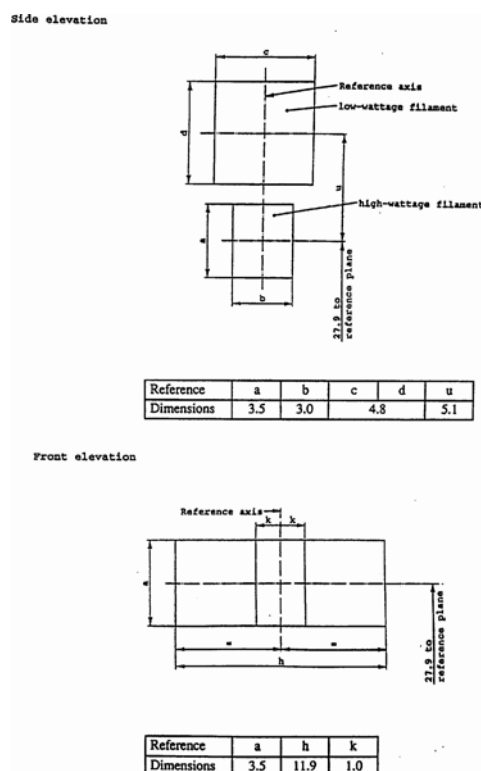 Side elevation
c
Reference axis
low-wattage filament
d
u
high-wattage filament
a
b
27.9 to
reference plane
Reference a b c d u
Dimensions 3.5 3.0 4.8 5.1
Front elevation
Reference axis
k k
a
= =
h
27.9 to
reference plane
Reference a h k
Dimensions 3.5 11.9 1.0